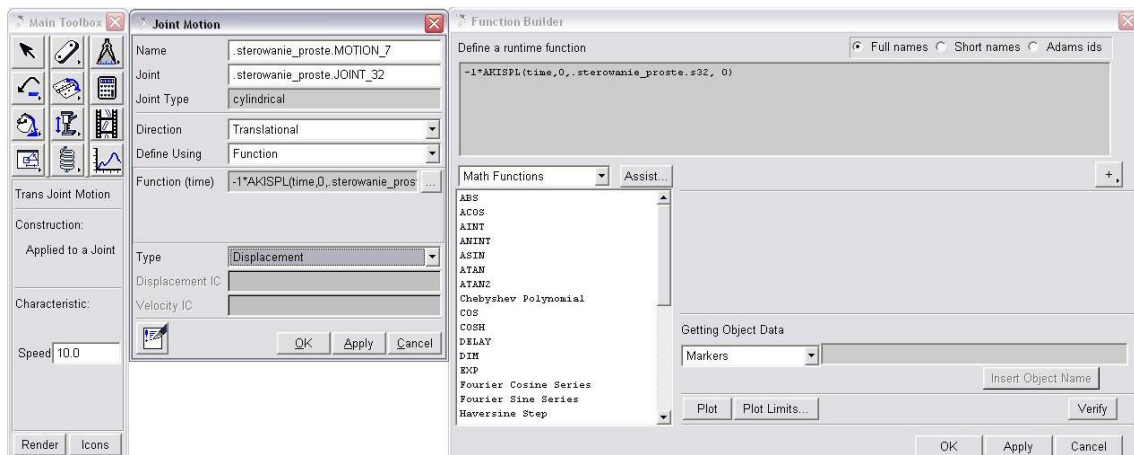 Main Toolbox
Trans Joint Motion
Construction:
Applied to a Joint
Characteristic:
Speed 10.0
Render Icons
Joint Motion
Name .sterowanie_proste.MOTION_7
Joint .sterowanie_proste.JOINT_32
Joint Type cylindrical
Direction Translational
Define Using Function
Function (time) -1*AKISPL(time,0,.sterowanie_pros ...
Type Displacement
Displacement IC
Velocity IC
OK Apply Cancel
Function Builder
Define a runtime function Full names Short names Adams ids
-1*AKISPL(time,0,.sterowanie_proste.s32, 0)
Math Functions Assist... +
ABS
ACOS
AINT
ANINT
ASIN
ATAN
ATAN2
Chebyshev Polynomial
COS
COSH
DELAY
DIM
EXP
Fourier Cosine Series
Fourier Sine Series
Haversine Step
Getting Object Data
Markers
Insert Object Name
Plot Plot Limits... Verify
OK Apply Cancel